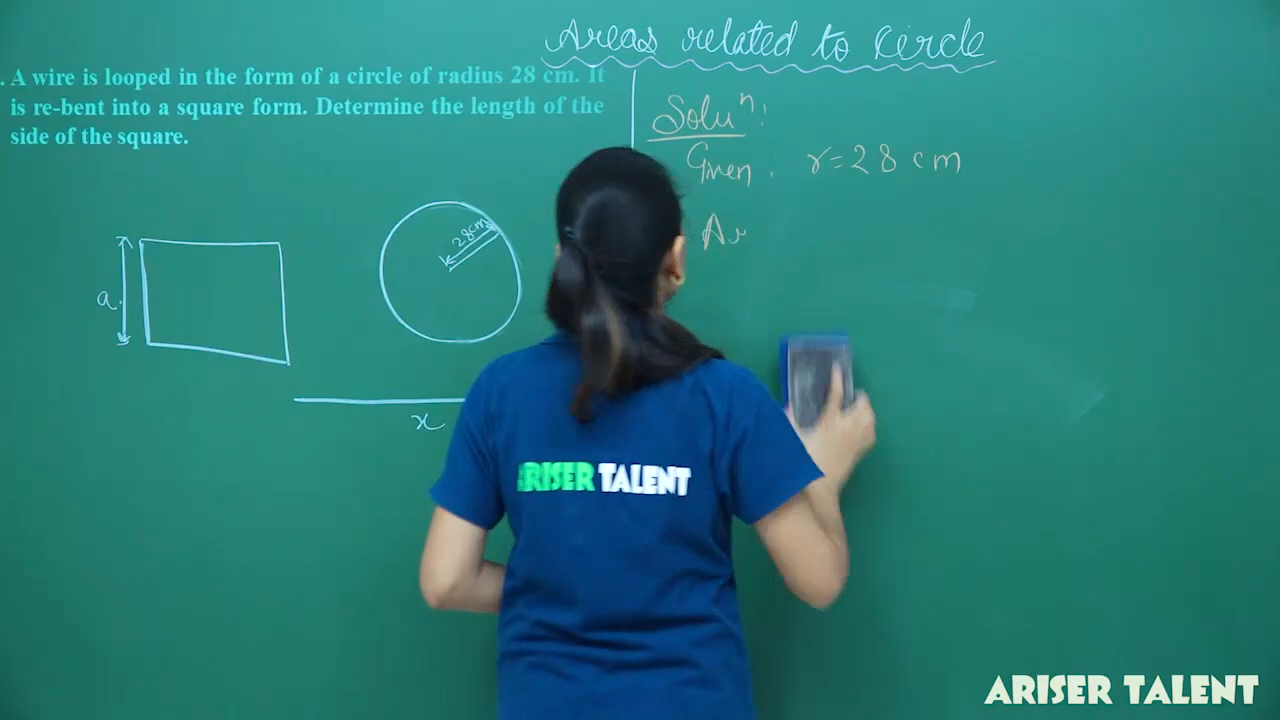 Areas related to circle
. A wire is looped in the form of a circle of radius 28 cm. It
is re-bent into a square form. Determine the length of the
side of the square.
Soluⁿ:
Given : r=28 cm
Ar
28cm
a
x
ARISER TALENT
ARISER TALENT